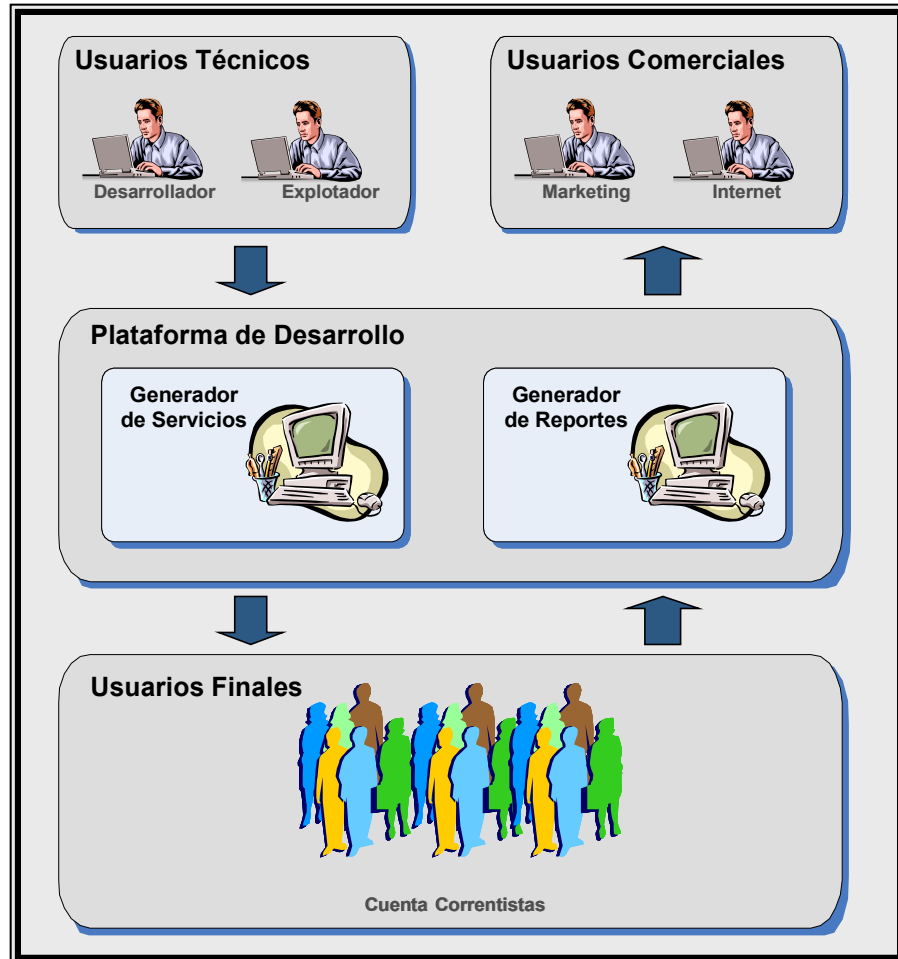 Usuarios Técnicos
Desarrollador
Explotador
Usuarios Comerciales
Marketing
Internet
Plataforma de Desarrollo
Generador
de Servicios
Generador
de Reportes
Usuarios Finales
Cuenta Correntistas